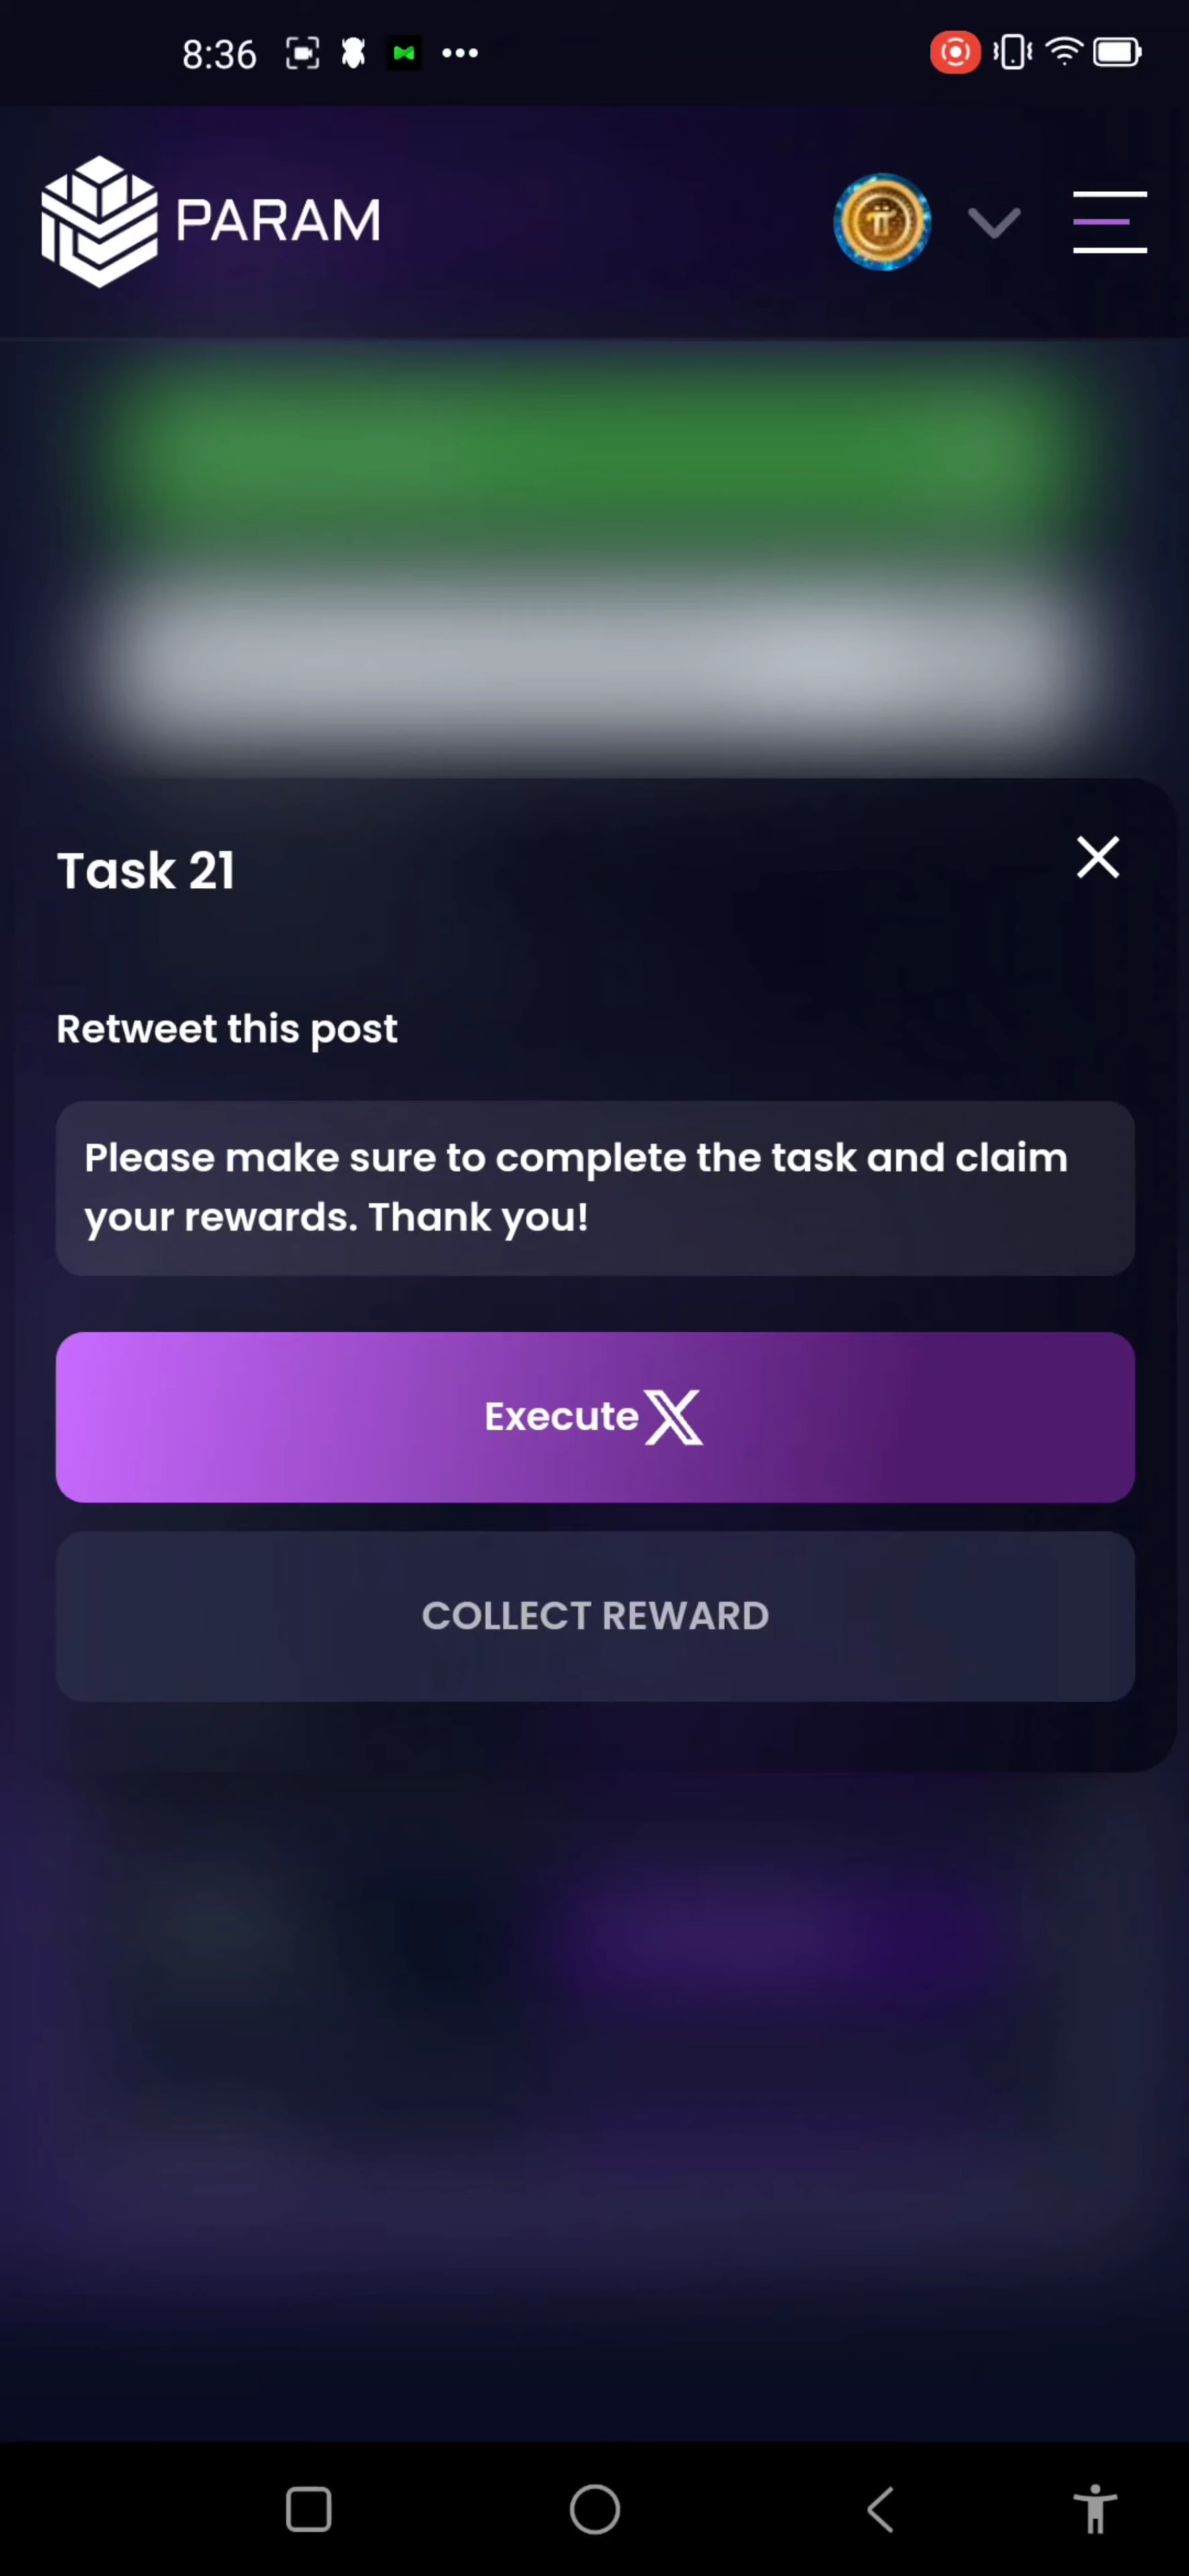 8:36
PARAM
Task 21
Retweet this post
Please make sure to complete the task and claim
your rewards. Thank you!
Execute X
COLLECT REWARD